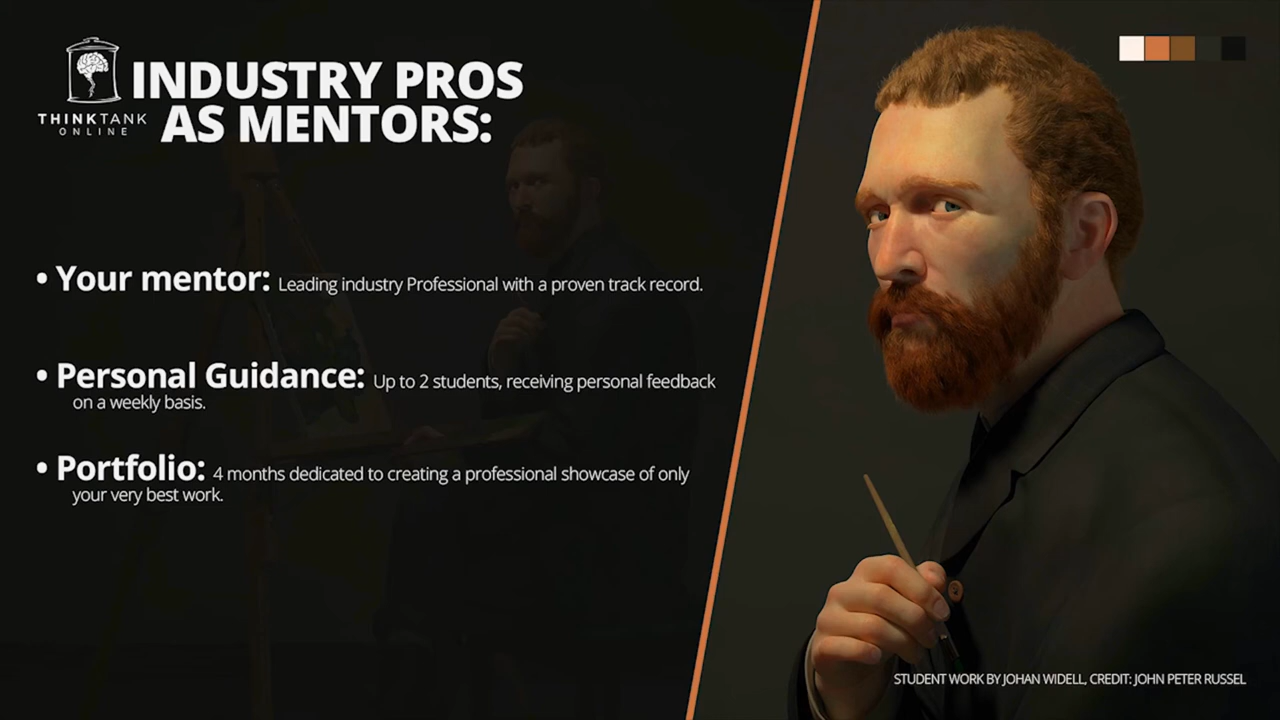 INDUSTRY PROS
AS MENTORS:
THINKTANK
ONLINE
• Your mentor: Leading industry Professional with a proven track record.
• Personal Guidance: Up to 2 students, receiving personal feedback
on a weekly basis.
• Portfolio: 4 months dedicated to creating a professional showcase of only
your very best work.
STUDENT WORK BY JOHAN WIDELL, CREDIT: JOHN PETER RUSSEL